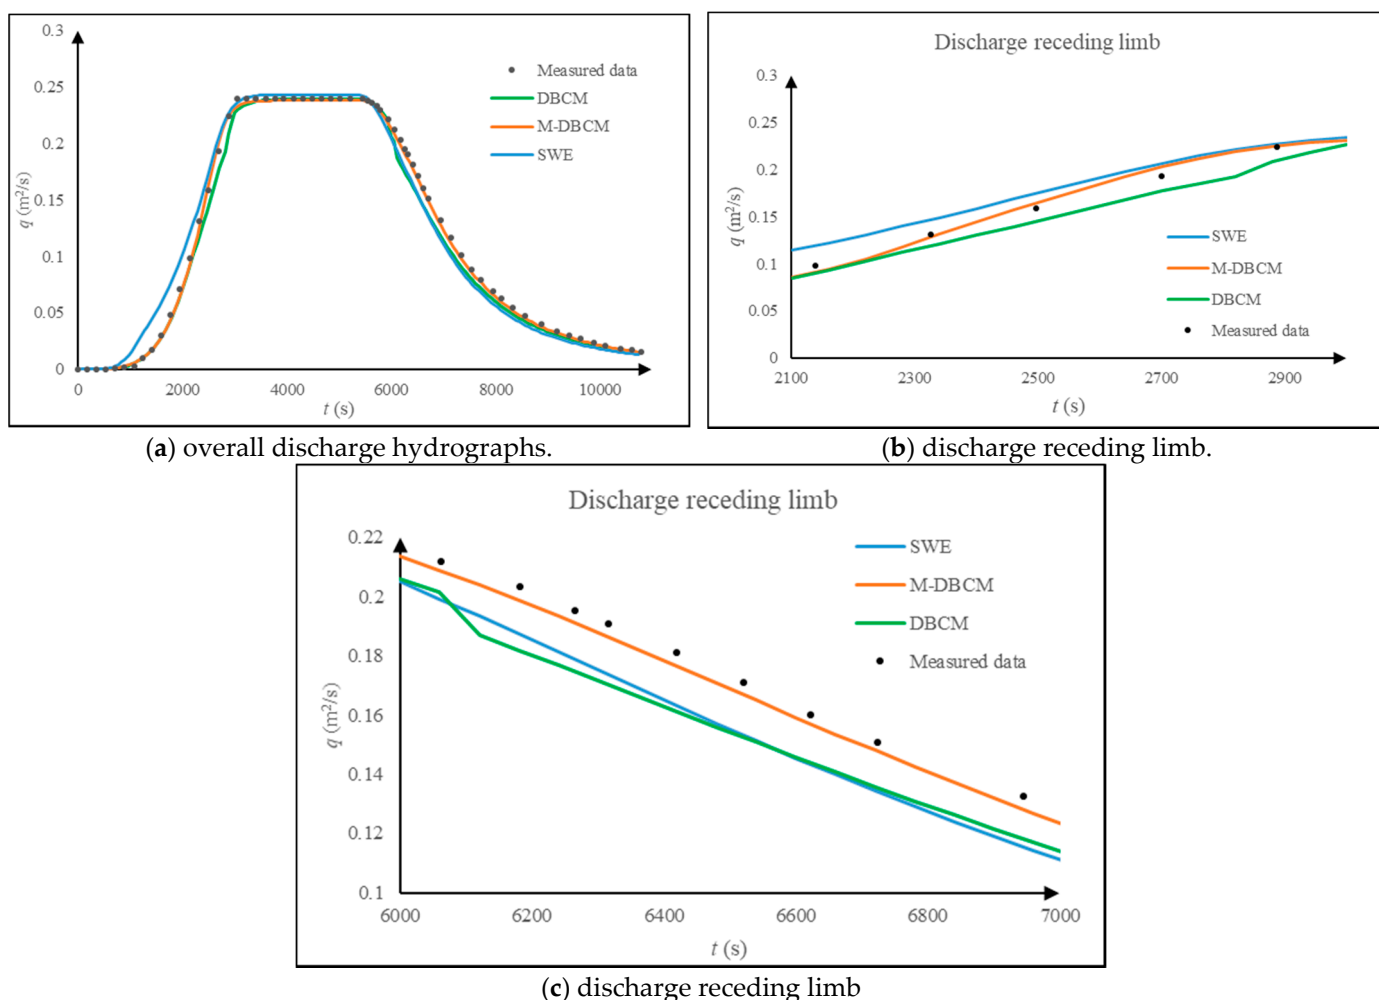 0.3
0.25
0.2
0.15
0.1
0.05
0
q (m²/s)
Measured data
DBCM
M-DBCM
SWE
0 2000 4000 6000 8000 10000
t (s)
(a) overall discharge hydrographs.
Discharge receding limb
0.3
0.25
0.2
0.15
0.1
0.05
0
q (m²/s)
SWE
M-DBCM
DBCM
Measured data
2100 2300 2500 2700 2900
t (s)
(b) discharge receding limb.
Discharge receding limb
0.22
0.2
0.18
0.16
0.14
0.12
0.1
q (m²/s)
SWE
M-DBCM
DBCM
Measured data
6000 6200 6400 6600 6800 7000
t (s)
(c) discharge receding limb